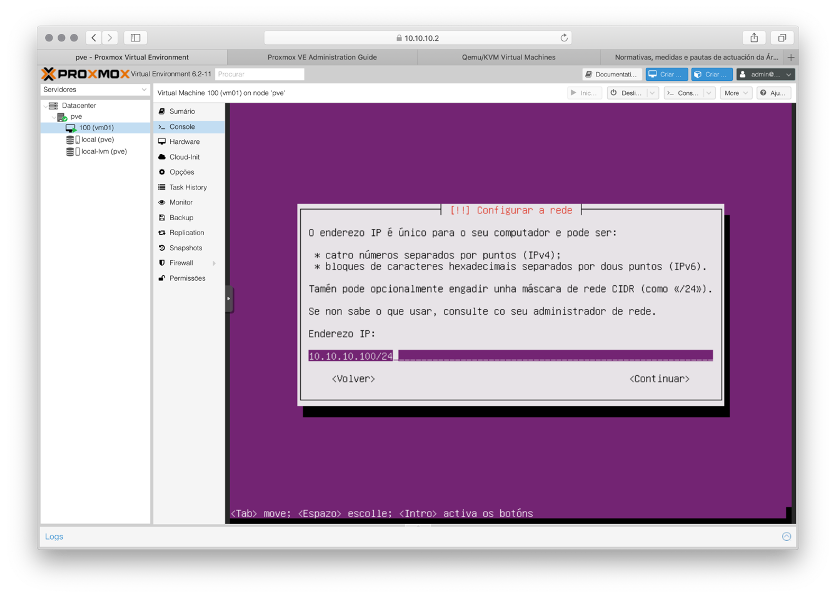 10.10.10.2
pve - Proxmox Virtual Environment
Proxmox VE Administration Guide
Qemu/KVM Virtual Machines
Normativas, medidas e pautas de actuación da Ár...
PROXMOX Virtual Environment 6.2-11
Procurar
Documentati...
Criar ...
Criar ...
admin@...
Servidores
Virtual Machine 100 (vm01) on node 'pve'
Inic...
Desli...
Cons...
More
Aju...
Datacenter
pve
100 (vm01)
local (pve)
local-lvm (pve)
Sumário
>_ Console
Hardware
Cloud-Init
Opções
Task History
Monitor
Backup
Replication
Snapshots
Firewall
Permissões
[!!] Configurar a rede
O enderezo IP é único para o seu computador e pode ser:
* catro números separados por puntos (IPv4);
* bloques de caracteres hexadecimais separados por dous puntos (IPv6).
Tamén pode opcionalmente engadir unha máscara de rede CIDR (como «/24»).
Se non sabe o que usar, consulte co seu administrador de rede.
Enderezo IP:
10.10.10.100/24
<Volver>
<Continuar>
<Tab> move; <Espazo> escolle; <Intro> activa os botóns
Logs